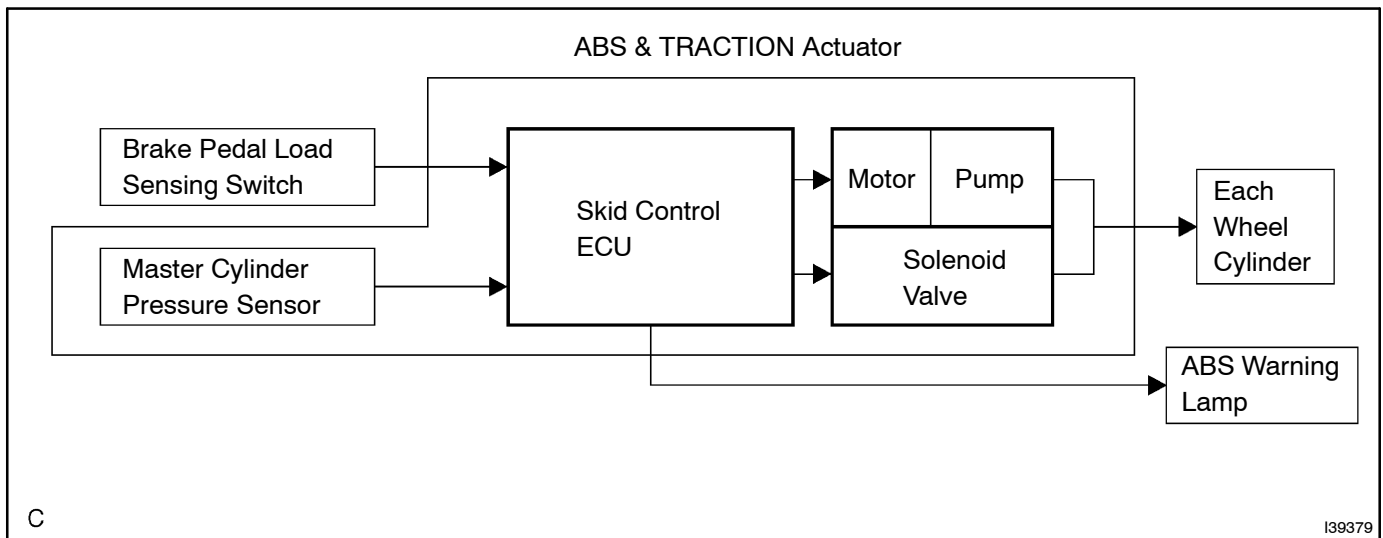 ABS & TRACTION Actuator
Brake Pedal Load
Sensing Switch
Master Cylinder
Pressure Sensor
Skid Control
ECU
Motor
Pump
Solenoid
Valve
Each
Wheel
Cylinder
ABS Warning
Lamp
C
I39379